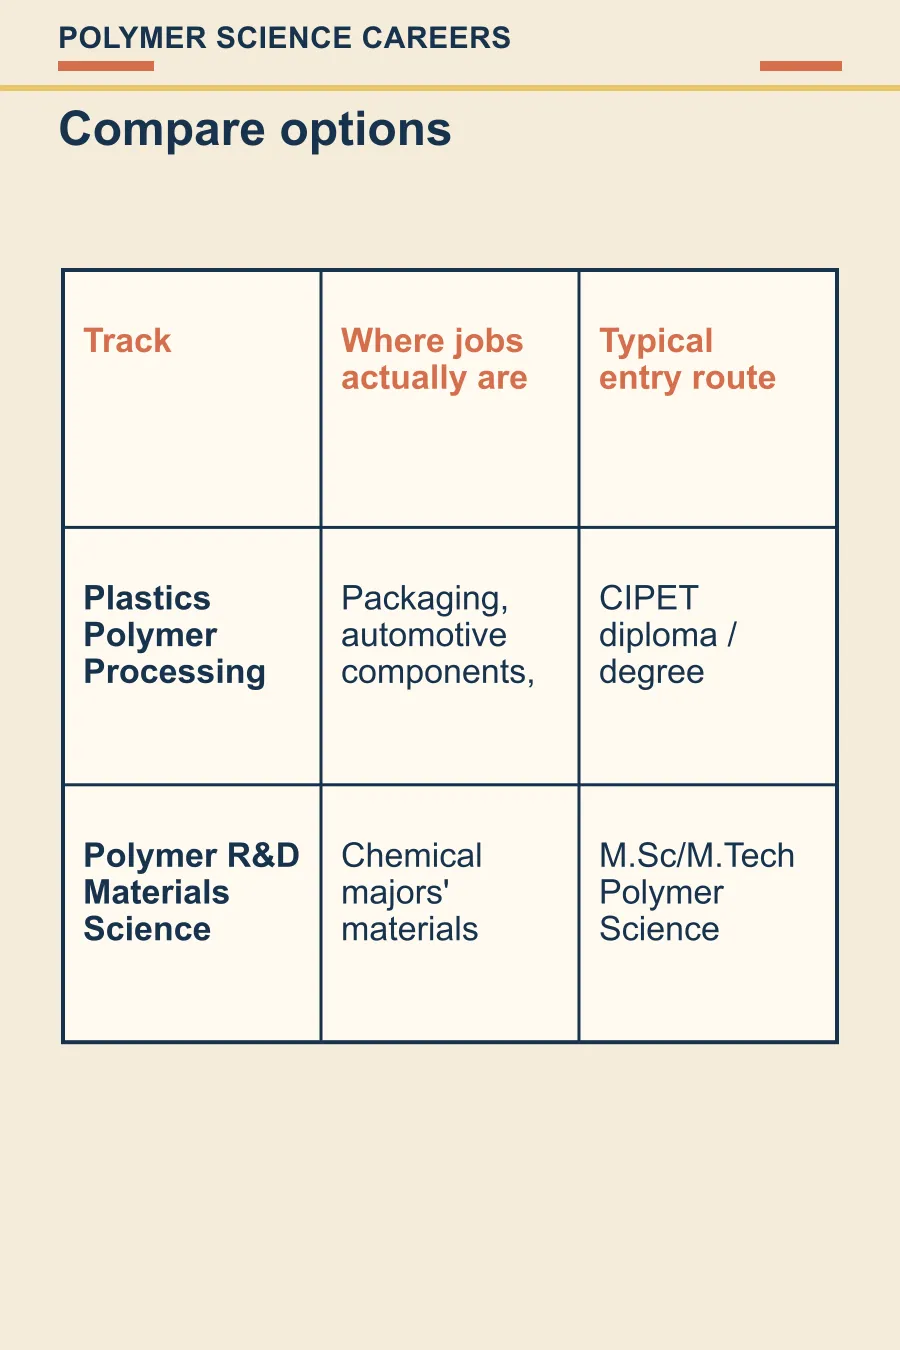 POLYMER SCIENCE CAREERS
Compare options
Track
Where jobs
actually are
Typical
entry route
Plastics
Polymer
Processing
Packaging,
automotive
components,
CIPET
diploma /
degree
Polymer R&D
Materials
Science
Chemical
majors'
materials
M.Sc/M.Tech
Polymer
Science